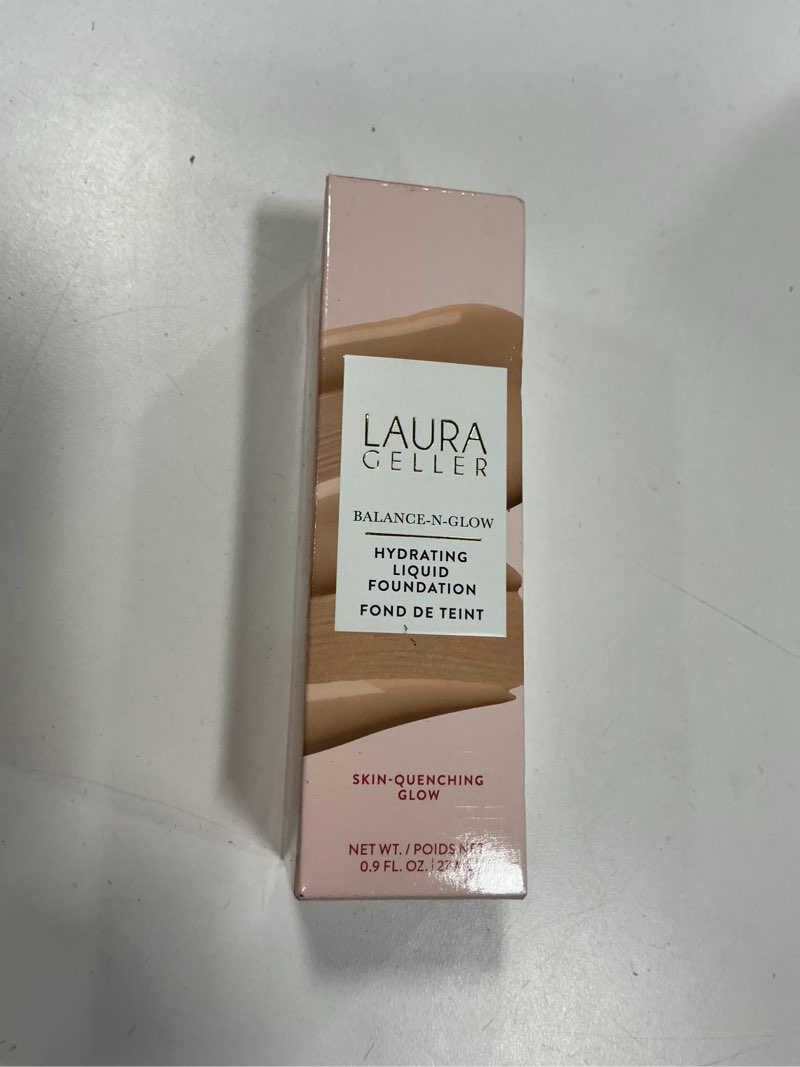 LAURA
GELLER
BALANCE-N-GLOW
HYDRATING
LIQUID
FOUNDATION
FOND DE TEINT
SKIN-QUENCHING
GLOW
NET WT. / POIDS NET
0.9 FL. OZ. |